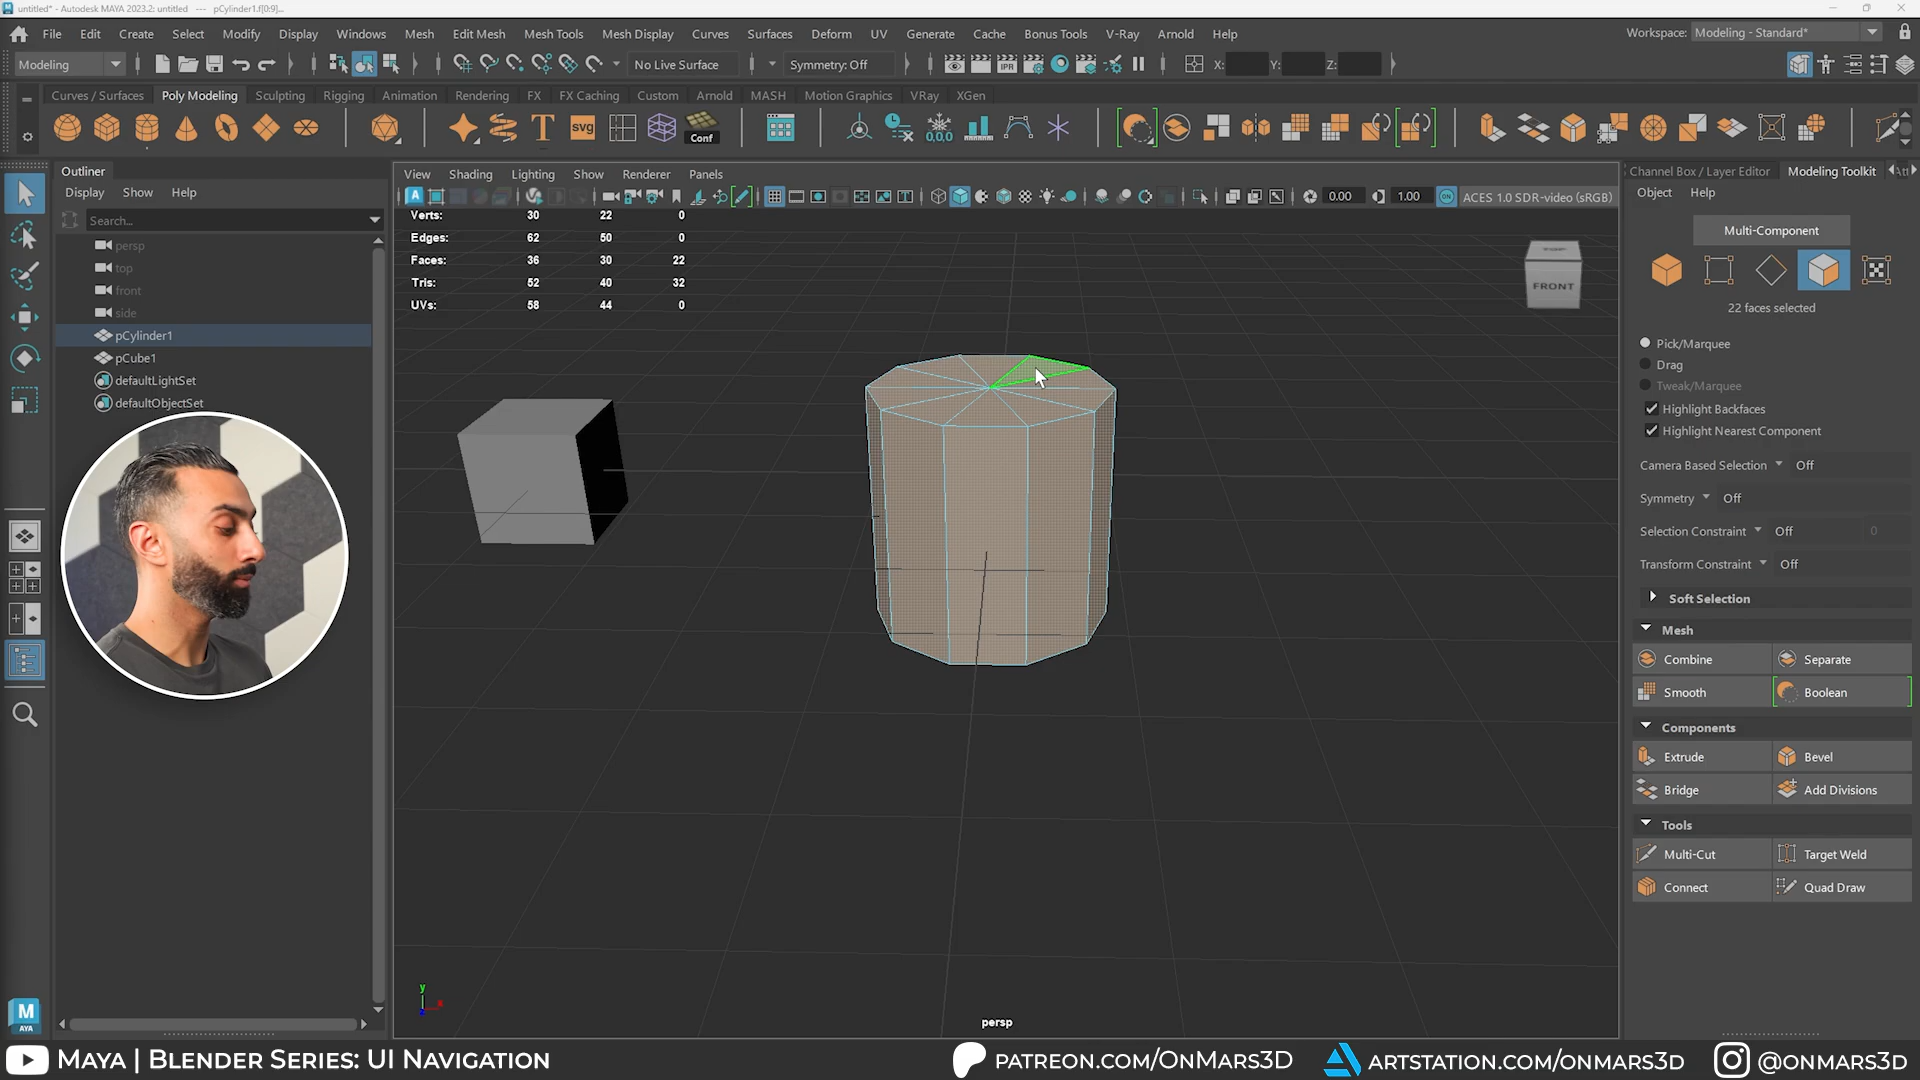 untitled* - Autodesk MAYA 2023.2: untitled --- pCylinder1.f[0:9]...
File Edit Create Select Modify Display Windows Mesh Edit Mesh Mesh Tools Mesh Display Curves Surfaces Deform UV Generate Cache Bonus Tools V-Ray Arnold Help
Workspace: Modeling - Standard*
Modeling
No Live Surface
Symmetry: Off
X: Y: Z:
Curves / Surfaces Poly Modeling Sculpting Rigging Animation Rendering FX FX Caching Custom Arnold MASH Motion Graphics VRay XGen
T svg Conf 0,0,0
Outliner
Display Show Help
Search...
persp
top
front
side
pCylinder1
pCube1
defaultLightSet
defaultObjectSet
View Shading Lighting Show Renderer Panels
0.00 1.00 ACES 1.0 SDR-video (sRGB)
Verts: 30 22 0
Edges: 62 50 0
Faces: 36 30 22
Tris: 52 40 32
UVs: 58 44 0
TOP
FRONT
persp
y
x
z
Channel Box / Layer Editor Modeling Toolkit
Object Help
Multi-Component
22 faces selected
Pick/Marquee
Drag
Tweak/Marquee
Highlight Backfaces
Highlight Nearest Component
Camera Based Selection Off
Symmetry Off
Selection Constraint Off 0
Transform Constraint Off
Soft Selection
Mesh
Combine Separate
Smooth Boolean
Components
Extrude Bevel
Bridge Add Divisions
Tools
Multi-Cut Target Weld
Connect Quad Draw
M
AYA
MAYA | BLENDER SERIES: UI NAVIGATION
PATREON.COM/ONMARS3D
ARTSTATION.COM/ONMARS3D
@ONMARS3D